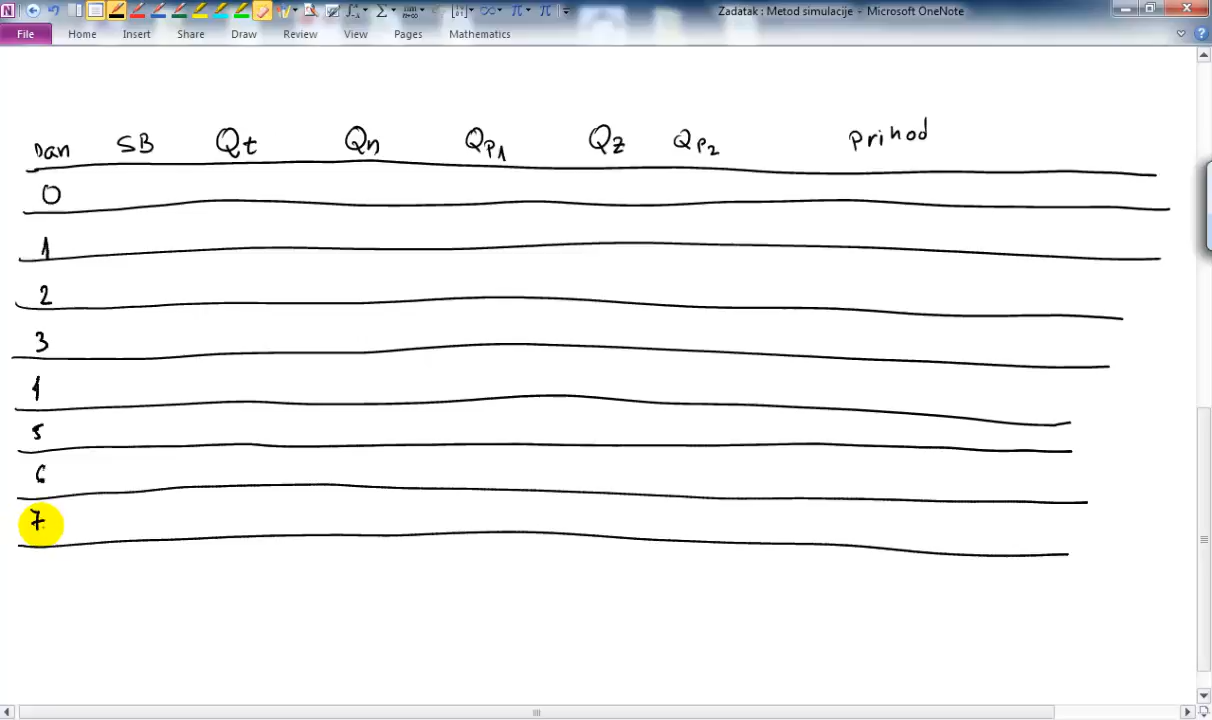 Zadatak : Metod simulacije - Microsoft OneNote
File Home Insert Share Draw Review View Pages Mathematics
Dan SB Qt Qn Qp1 Qz Qp2 prihod
0
1
2
3
4
5
6
7